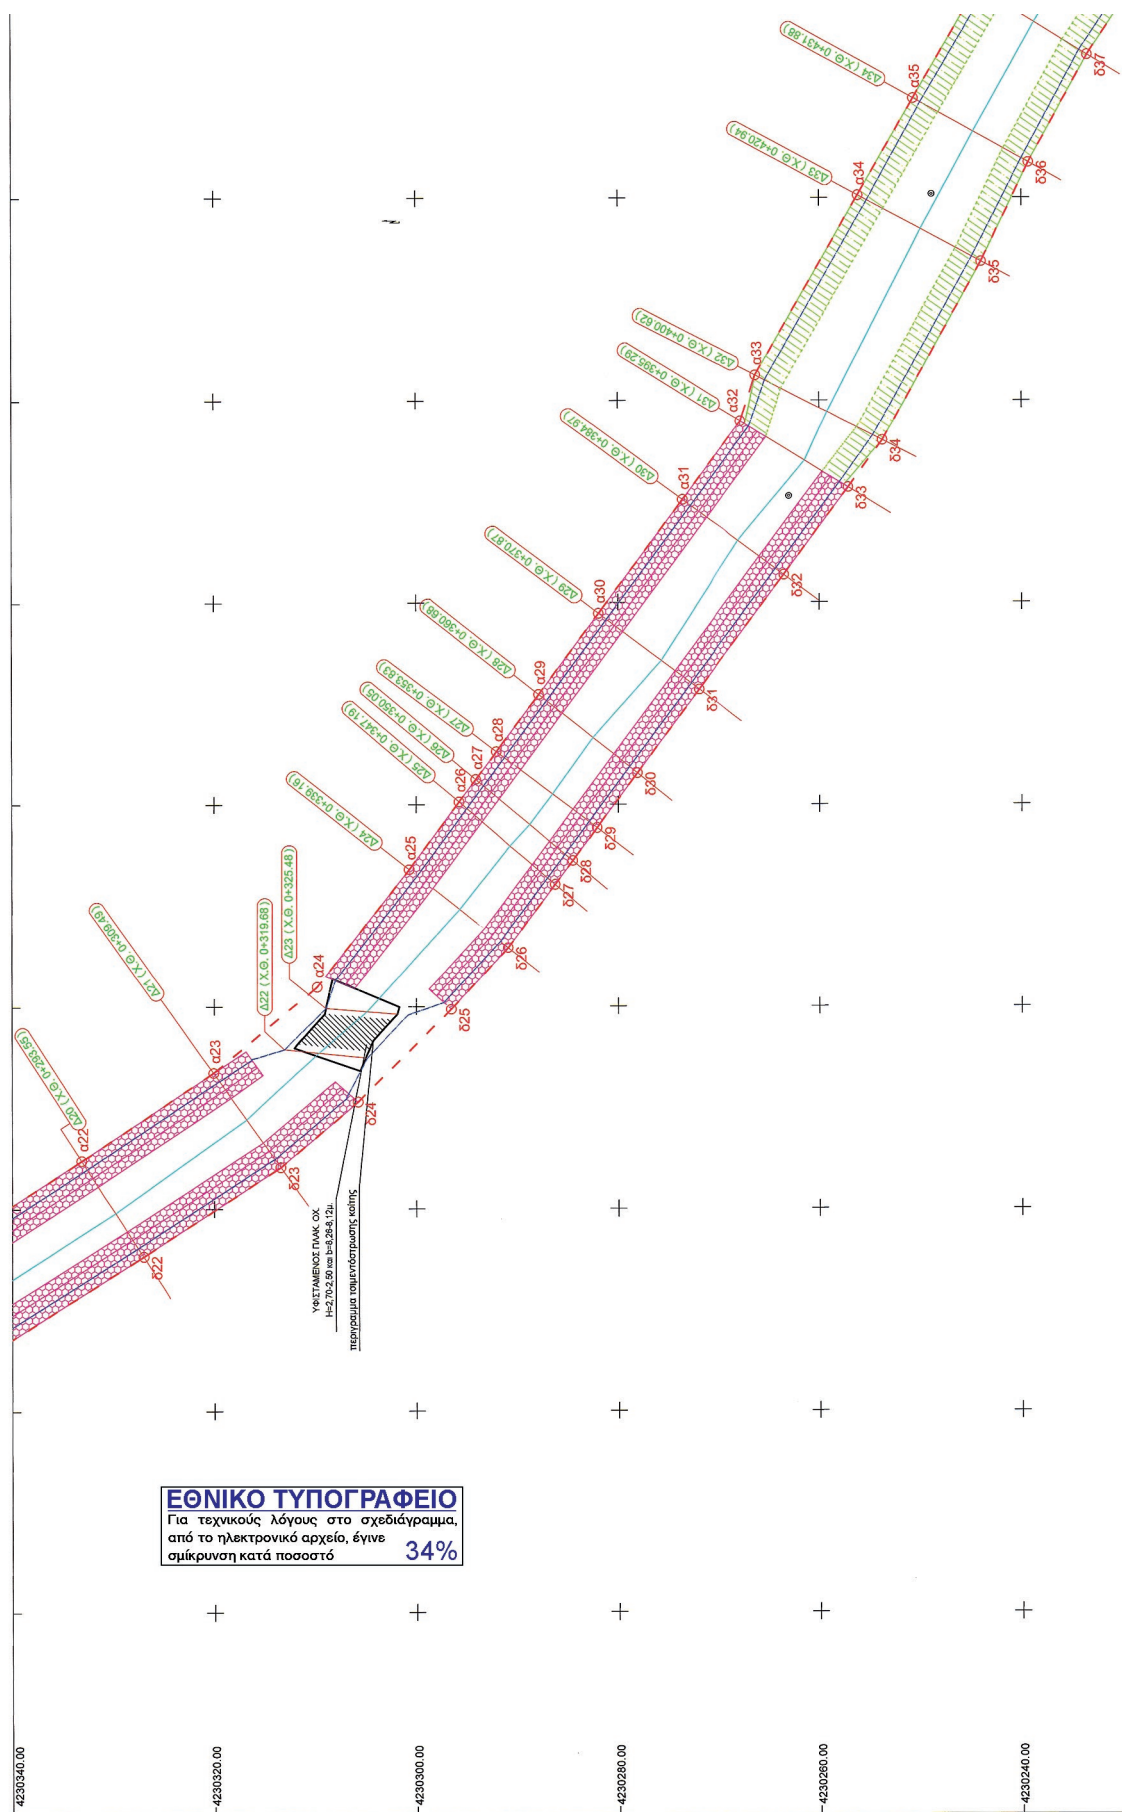 Δ34 (Χ.Θ. 0+431.88)
α35
δ37
Δ33 (Χ.Θ. 0+420.94)
α34
δ36
δ35
Δ32 (Χ.Θ. 0+400.62)
α33
Δ31 (Χ.Θ. 0+395.29)
α32
δ34
Δ30 (Χ.Θ. 0+384.97)
α31
δ33
Δ29 (Χ.Θ. 0+370.87)
α30
δ32
Δ28 (Χ.Θ. 0+360.68)
α29
δ31
Δ27 (Χ.Θ. 0+353.83)
α28
Δ26 (Χ.Θ. 0+350.05)
α27
Δ25 (Χ.Θ. 0+347.19)
α26
δ30
Δ24 (Χ.Θ. 0+339.16)
α25
δ29
δ28
δ27
Δ23 (Χ.Θ. 0+325.48)
Δ22 (Χ.Θ. 0+319.68)
α24
δ26
Δ21 (Χ.Θ. 0+309.49)
α23
δ25
Δ20 (Χ.Θ. 0+293.55)
α22
δ24
δ23
δ22
ΥΦΙΣΤΑΜΕΝΟΣ ΠΛΑΚ. ΟΧ.
H=2,70-2,50 και b=8,26-8,12μ.
περίγραμμα τσιμεντόστρωσης κοίτης
ΕΘΝΙΚΟ ΤΥΠΟΓΡΑΦΕΙΟ
Για τεχνικούς λόγους στο σχεδιάγραμμα,
από το ηλεκτρονικό αρχείο, έγινε
σμίκρυνση κατά ποσοστό 34%
4230340.00
4230320.00
4230300.00
4230280.00
4230260.00
4230240.00